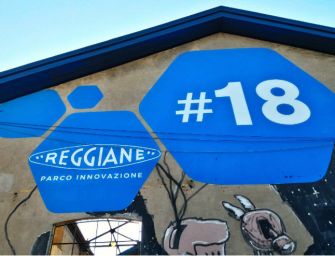 #18
"REGGIANE"
PARCO INNOVAZIONE